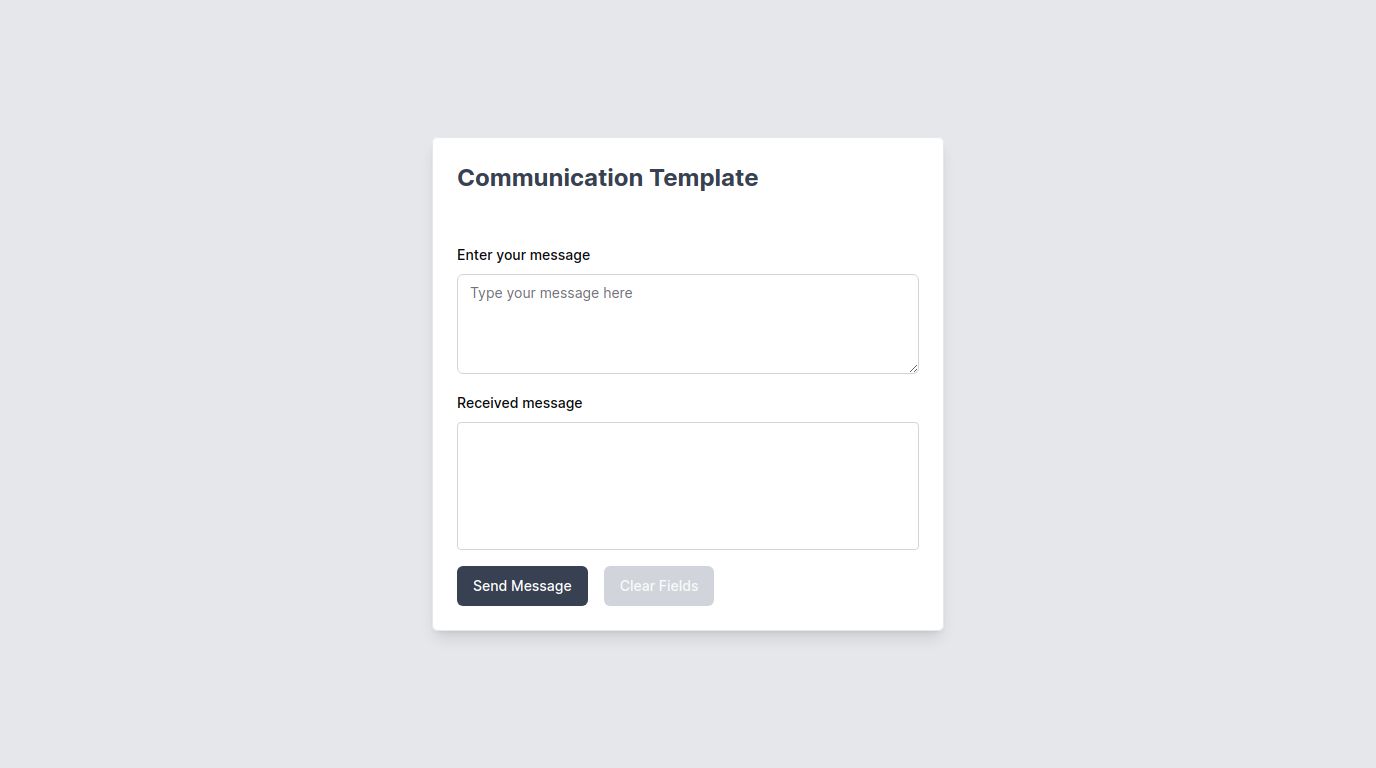 Communication Template
Enter your message
Type your message here
Received message
Send Message
Clear Fields